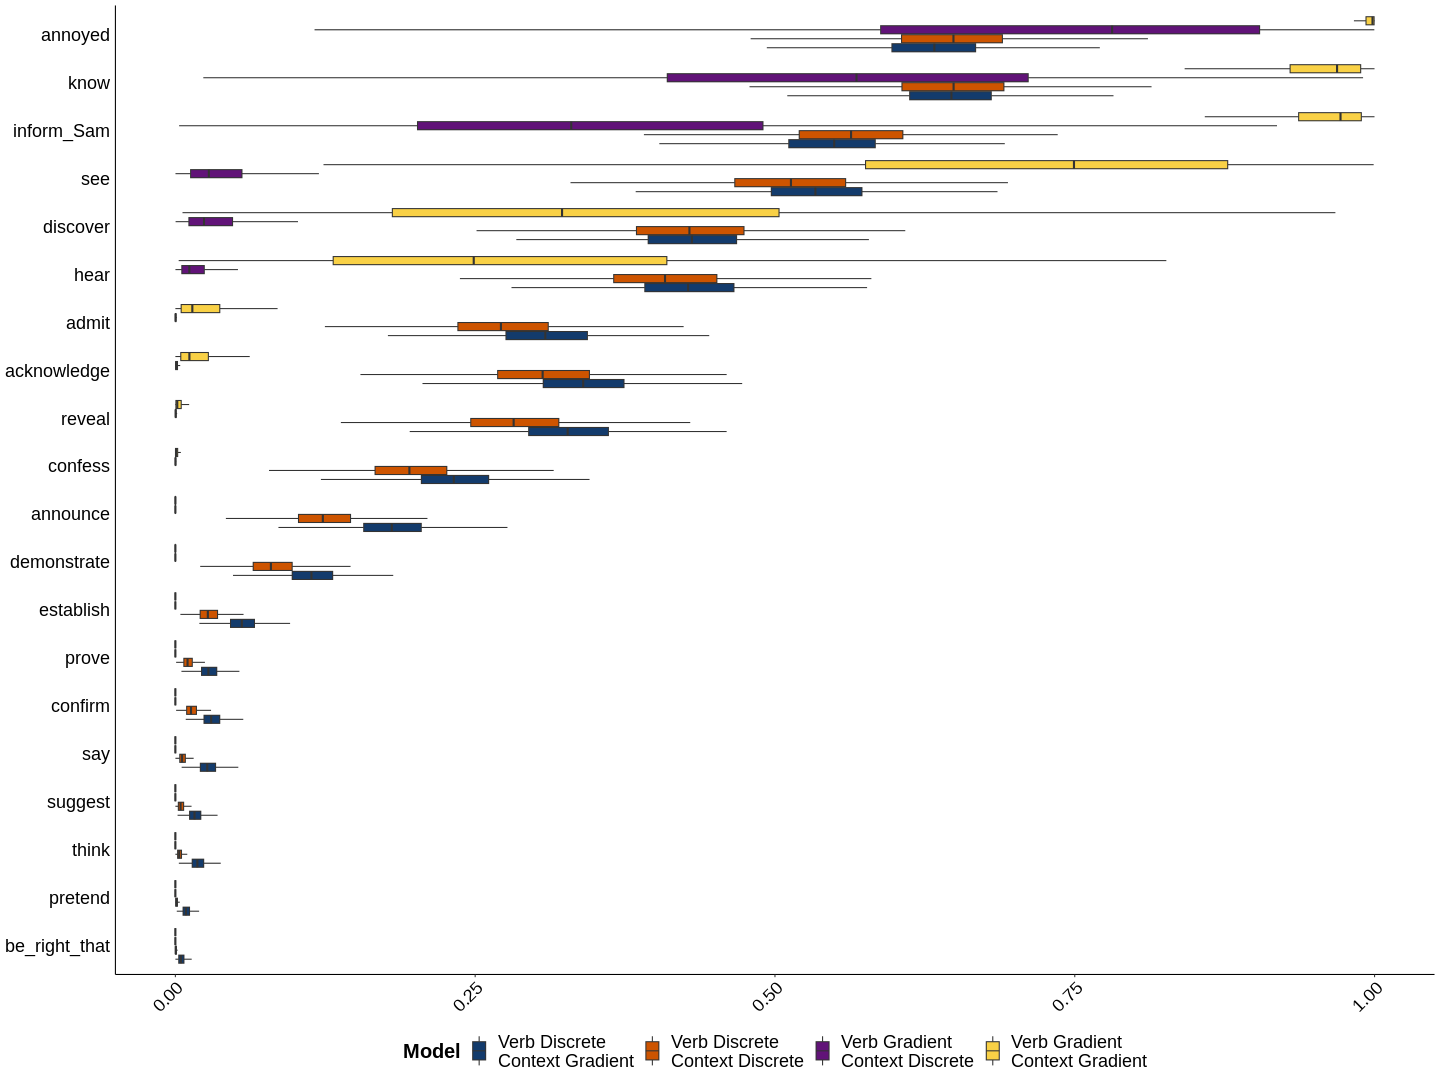 annoyed
know
inform_Sam
see
discover
hear
admit
acknowledge
reveal
confess
announce
demonstrate
establish
prove
confirm
say
suggest
think
pretend
be_right_that
0.00 0.25 0.50 0.75 1.00
Model
Verb Discrete
Context Gradient
Verb Discrete
Context Discrete
Verb Gradient
Context Discrete
Verb Gradient
Context Gradient